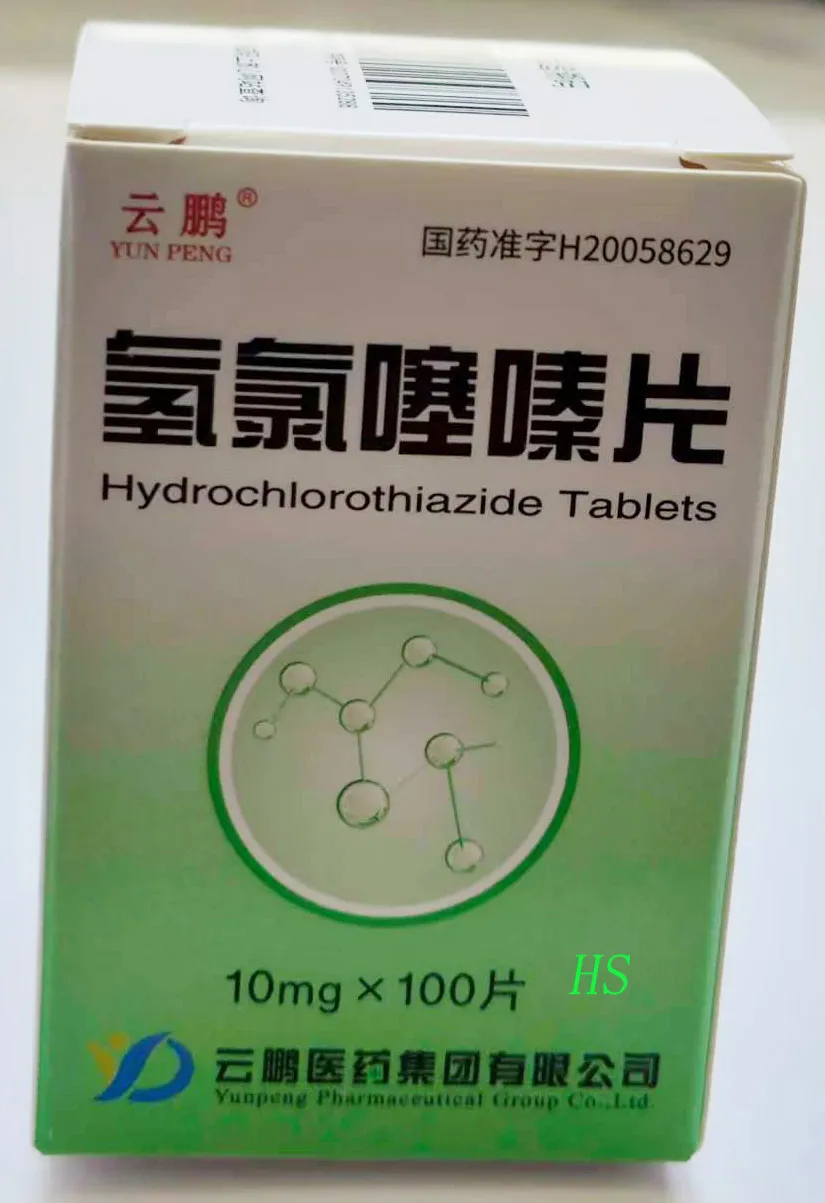 云鹏®
YUN PENG
国药准字H20058629
氢氯噻嗪片
Hydrochlorothiazide Tablets
10mg×100片
HS
云鹏医药集团有限公司
Yunpeng Pharmaceutical Group Co.,Ltd.